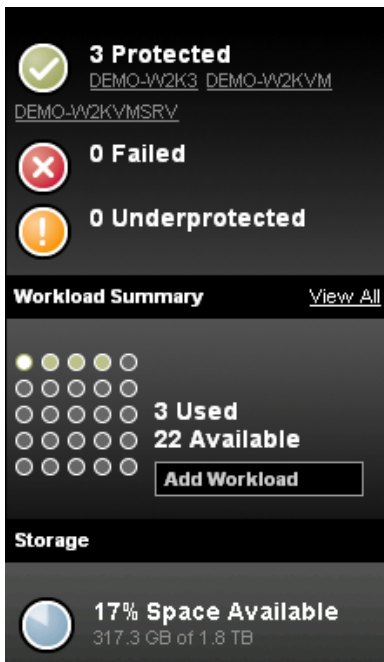 3 Protected
DEMO-W2K3 DEMO-W2KVM
DEMO-W2KVMSRV
0 Failed
0 Underprotected
Workload Summary View All
3 Used
22 Available
Add Workload
Storage
17% Space Available
317.3 GB of 1.8 TB